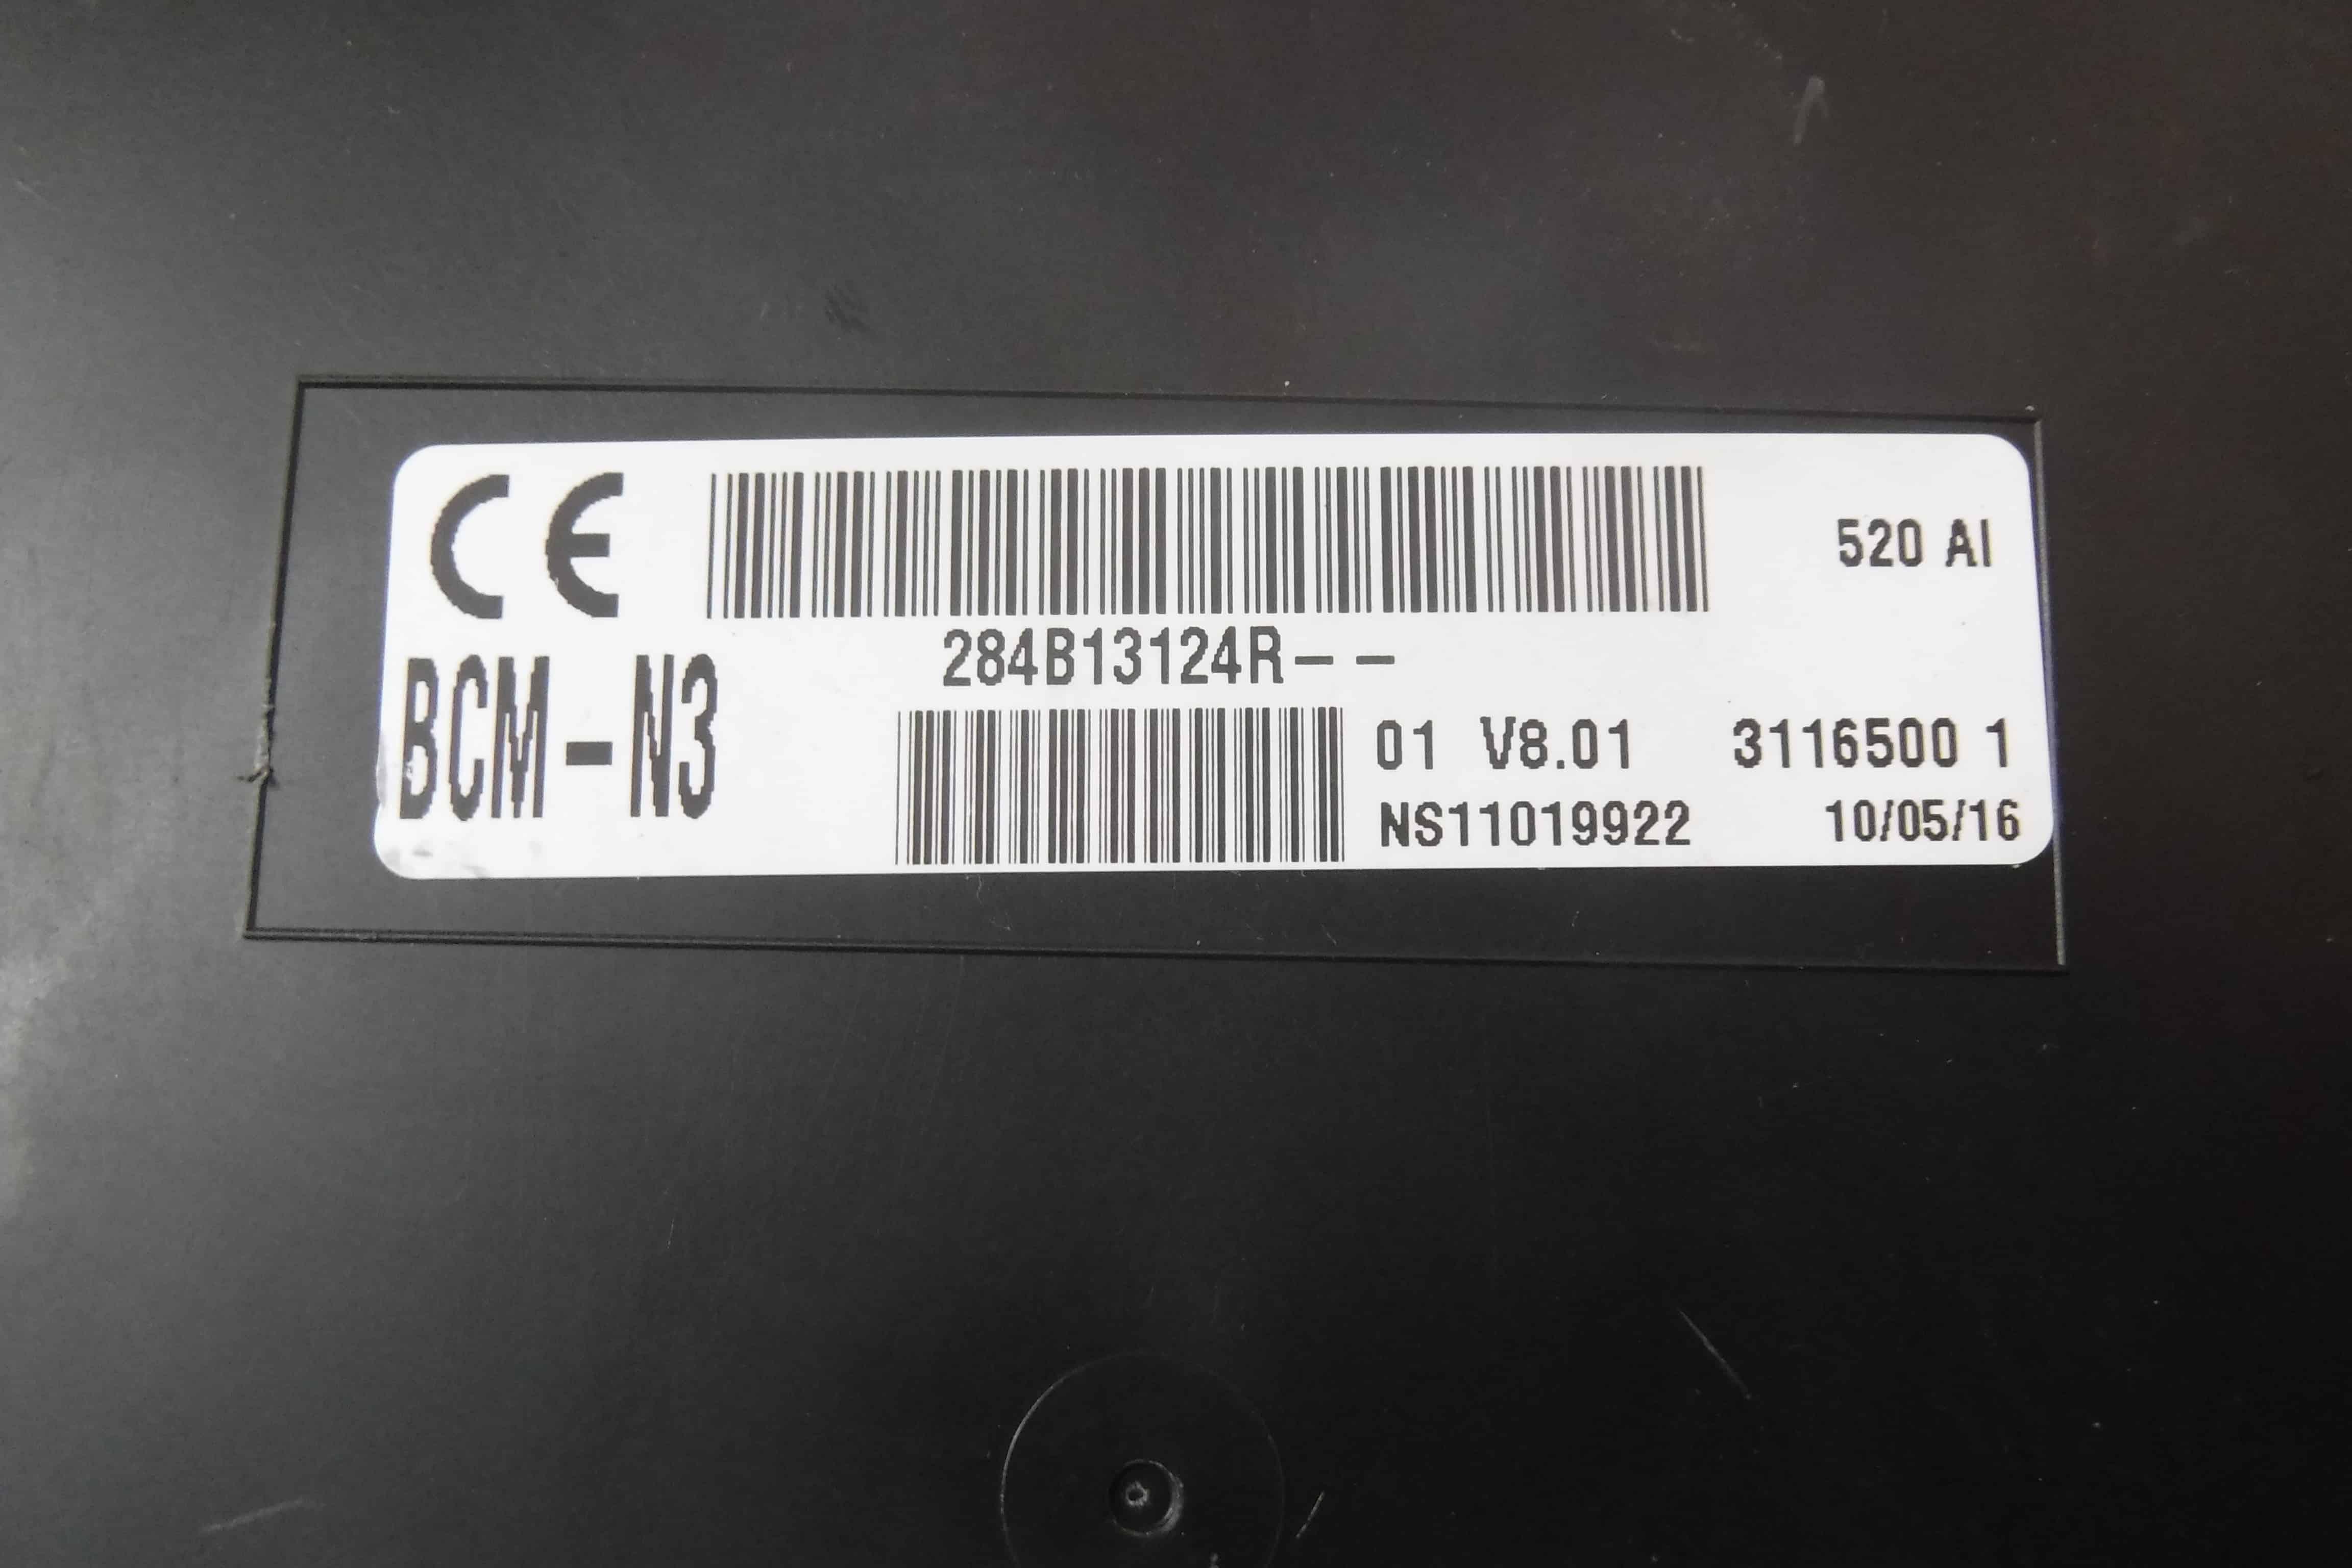 CE
520 AI
284B13124R--
BCM-N3
01 V8.01 3116500 1
NS11019922 10/05/16